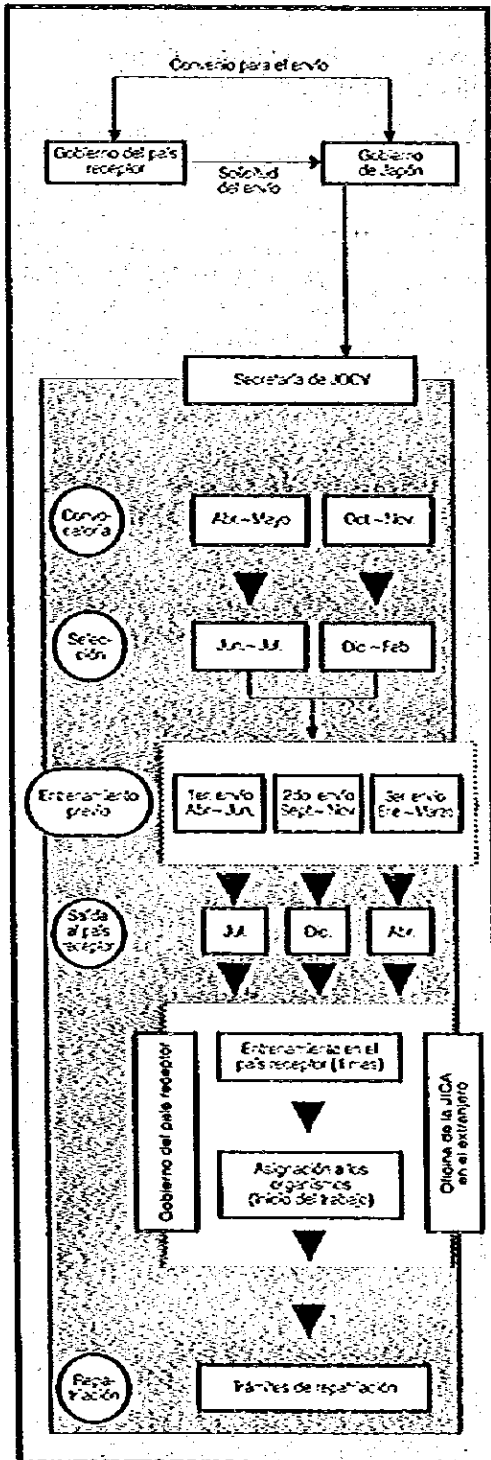 Convenio para el envío
Gobierno del país
receptor
Solicitud
del envío
Gobierno
de Japón
Secretaría de JOCV
Convo-
catoria
Abr.~Mayo
Oct.~Nov.
Selec-
ción
Jun.~Jul.
Dic.~Feb.
Entrenamiento
previo
1er. envío
Abr.~Jun.
2do. envío
Sept.~Nov.
3er. envío
Ene.~Marzo
Salida
al país
receptor
Jul.
Dic.
Abr.
Gobierno del país receptor
Entrenamiento en el
país receptor (1 mes)
Asignación a los
organismos
(Inicio del trabajo)
Oficina de la JICA
en el extranjero
Repa-
triación
Trámites de repatriación